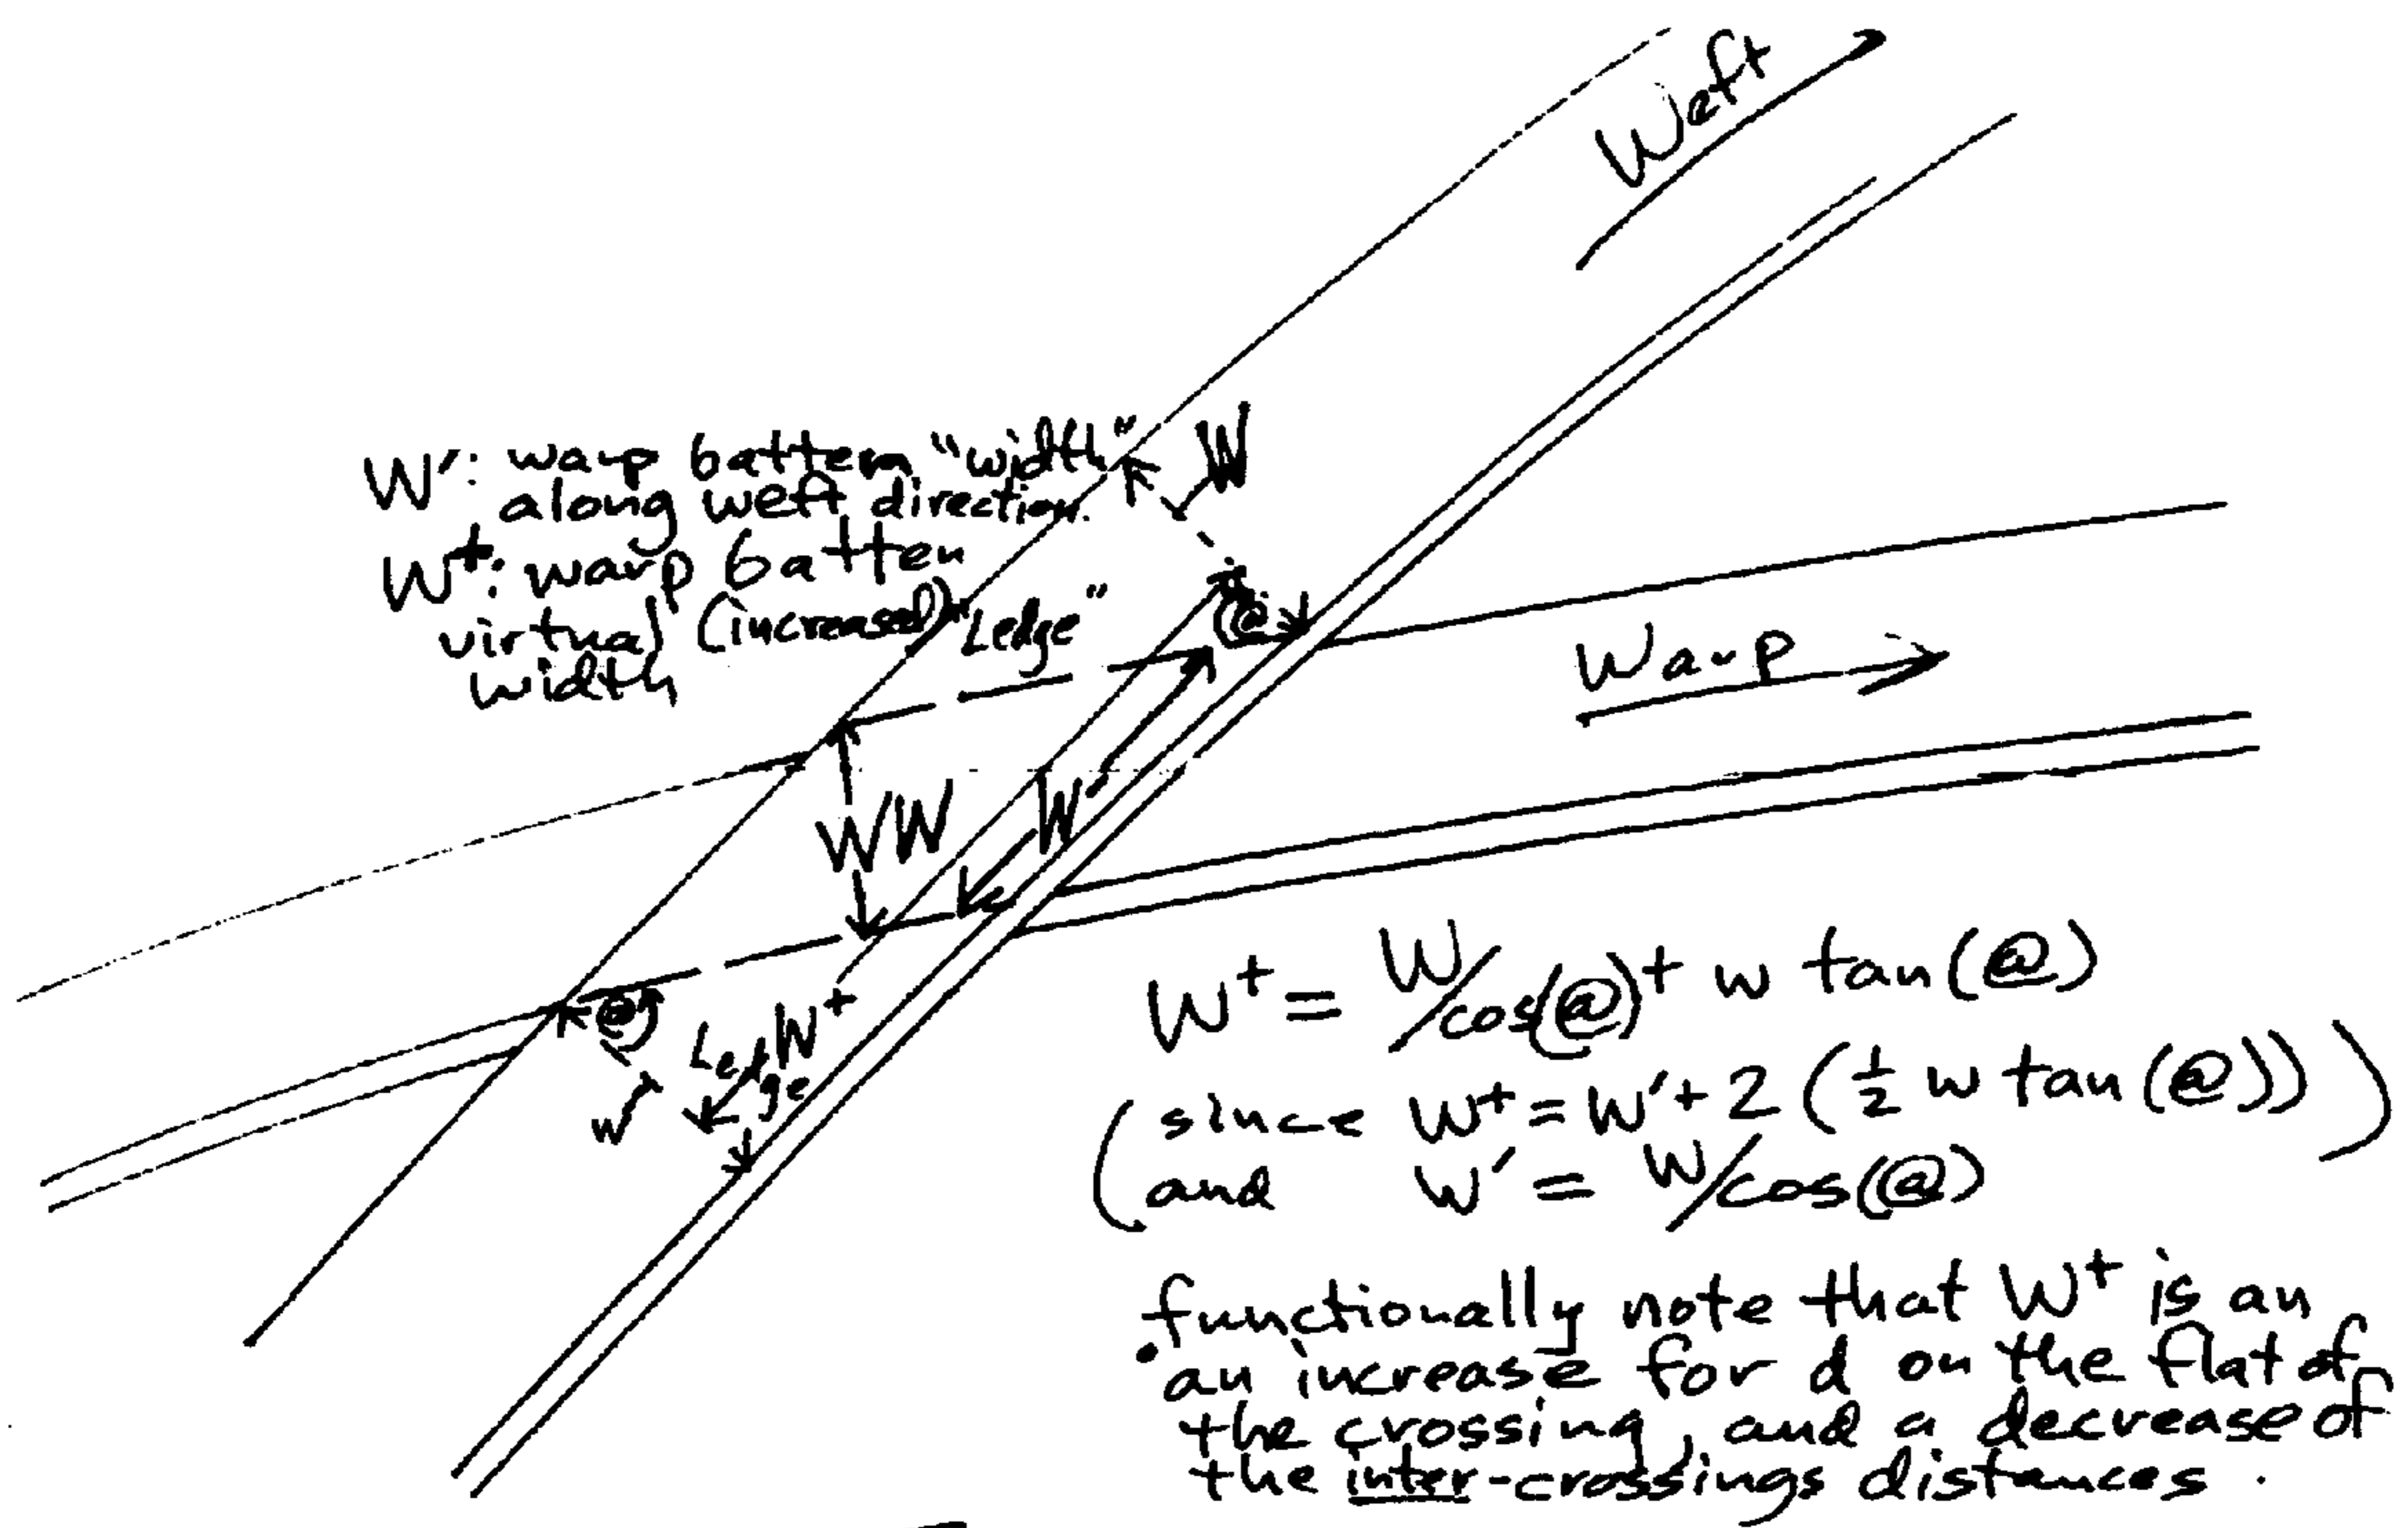 Weft
W': warp battern "width"
along weft direction.
W+: warp batten
virtual (increased)
width
W
"Ledge"
(@
Warp
WW
W'
(@)
W+
Ledge
w
W+ = W/cos(@) + w tan(@)
(since W+ = W' + 2 (½ w tan(@)))
(and W' = W/cos(@)
functionally note that W+ is an
• an increase for d on the flat of
the crossing, and a decrease of
the inter-crossings distances.